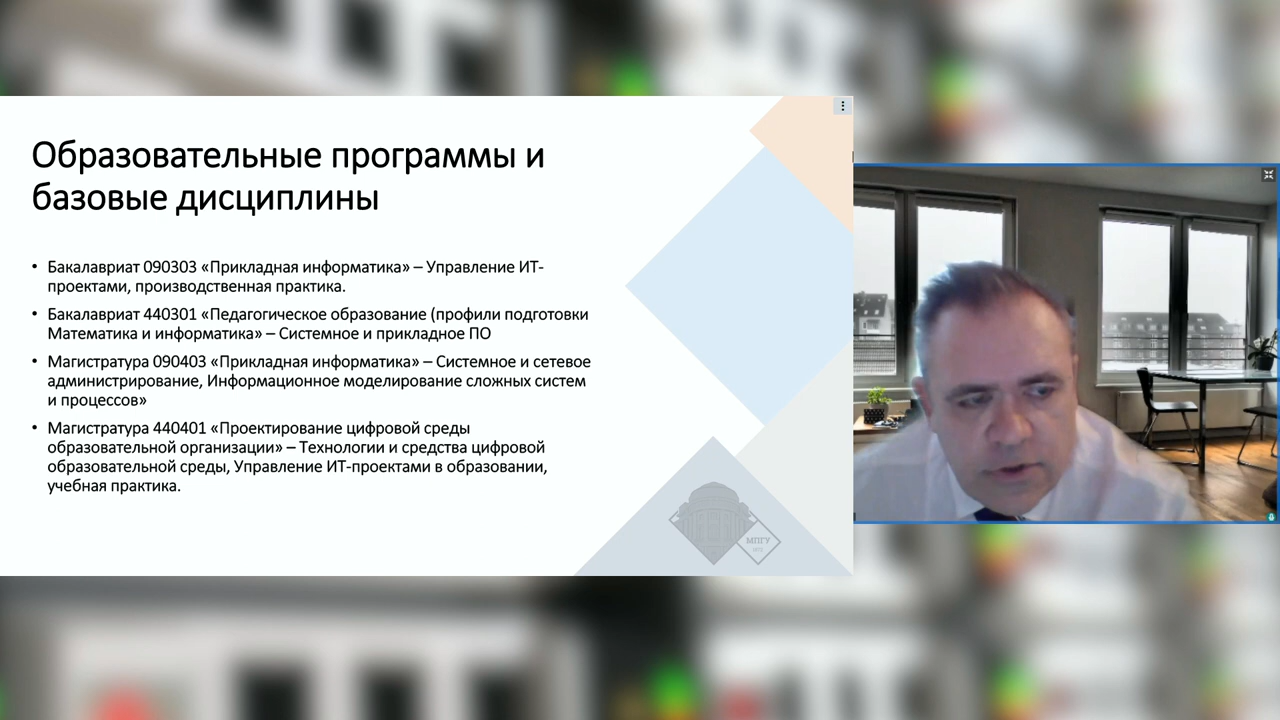 Образовательные программы и
базовые дисциплины
• Бакалавриат 090303 «Прикладная информатика» – Управление ИТ-
проектами, производственная практика.
• Бакалавриат 440301 «Педагогическое образование (профили подготовки
Математика и информатика» – Системное и прикладное ПО
• Магистратура 090403 «Прикладная информатика» – Системное и сетевое
администрирование, Информационное моделирование сложных систем
и процессов»
• Магистратура 440401 «Проектирование цифровой среды
образовательной организации» – Технологии и средства цифровой
образовательной среды, Управление ИТ-проектами в образовании,
учебная практика.
МПГУ